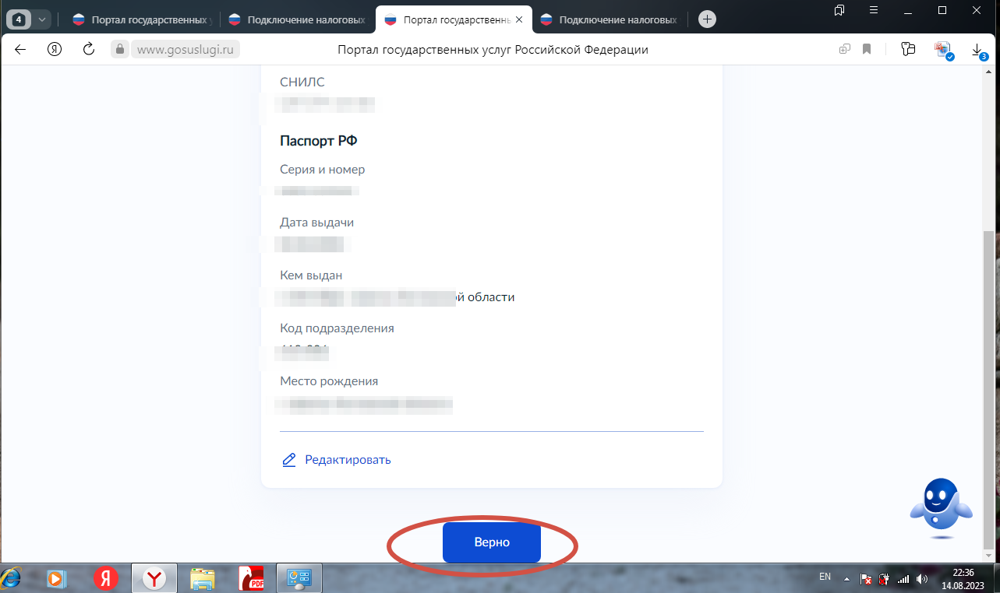 4
Портал государственных у
Подключение налоговых
Портал государственнь
Подключение налоговых
www.gosuslugi.ru
Портал государственных услуг Российской Федерации
3
СНИЛС
Паспорт РФ
Серия и номер
Дата выдачи
Кем выдан
й области
Код подразделения
Место рождения
Редактировать
Верно
Я
PDF
EN
22:36
14.08.2023